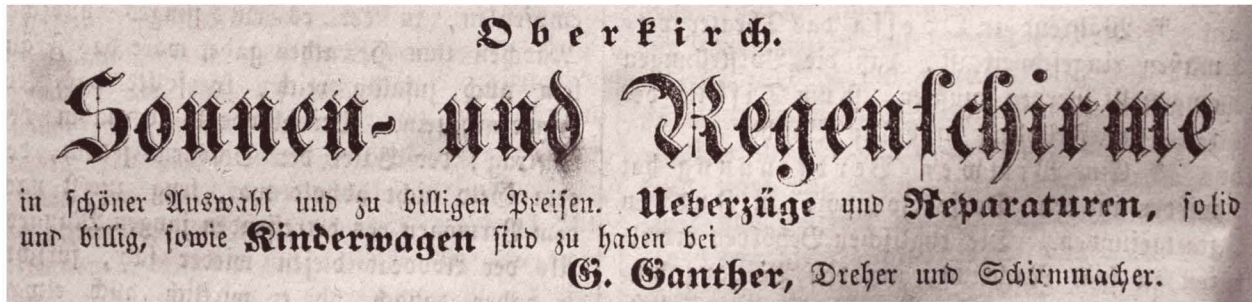 Oberkirch.
Sonnen- und Regenschirme
in schöner Auswahl und zu billigen Preisen. Ueberzüge und Reparaturen, solid
und billig, sowie Kinderwagen sind zu haben bei
G. Ganther, Dreher und Schirmmacher.